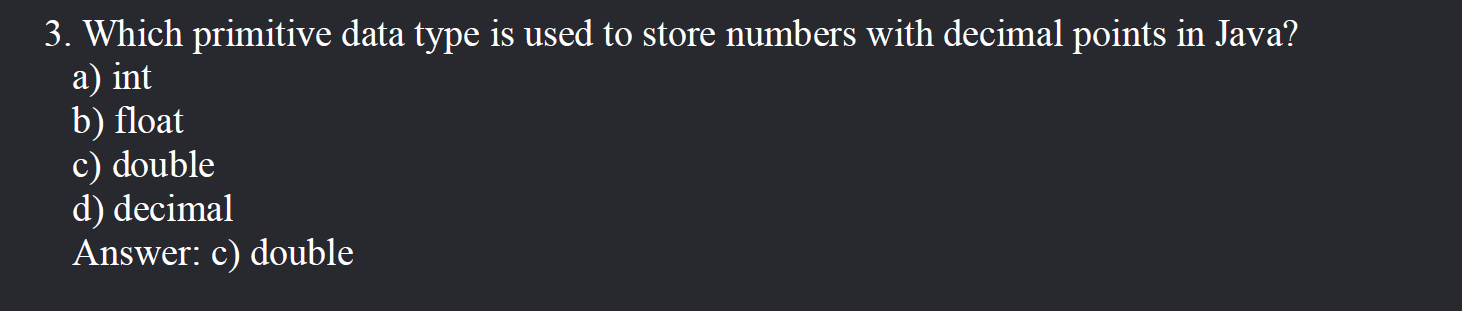 3. Which primitive data type is used to store numbers with decimal points in Java?
a) int
b) float
c) double
d) decimal
Answer: c) double